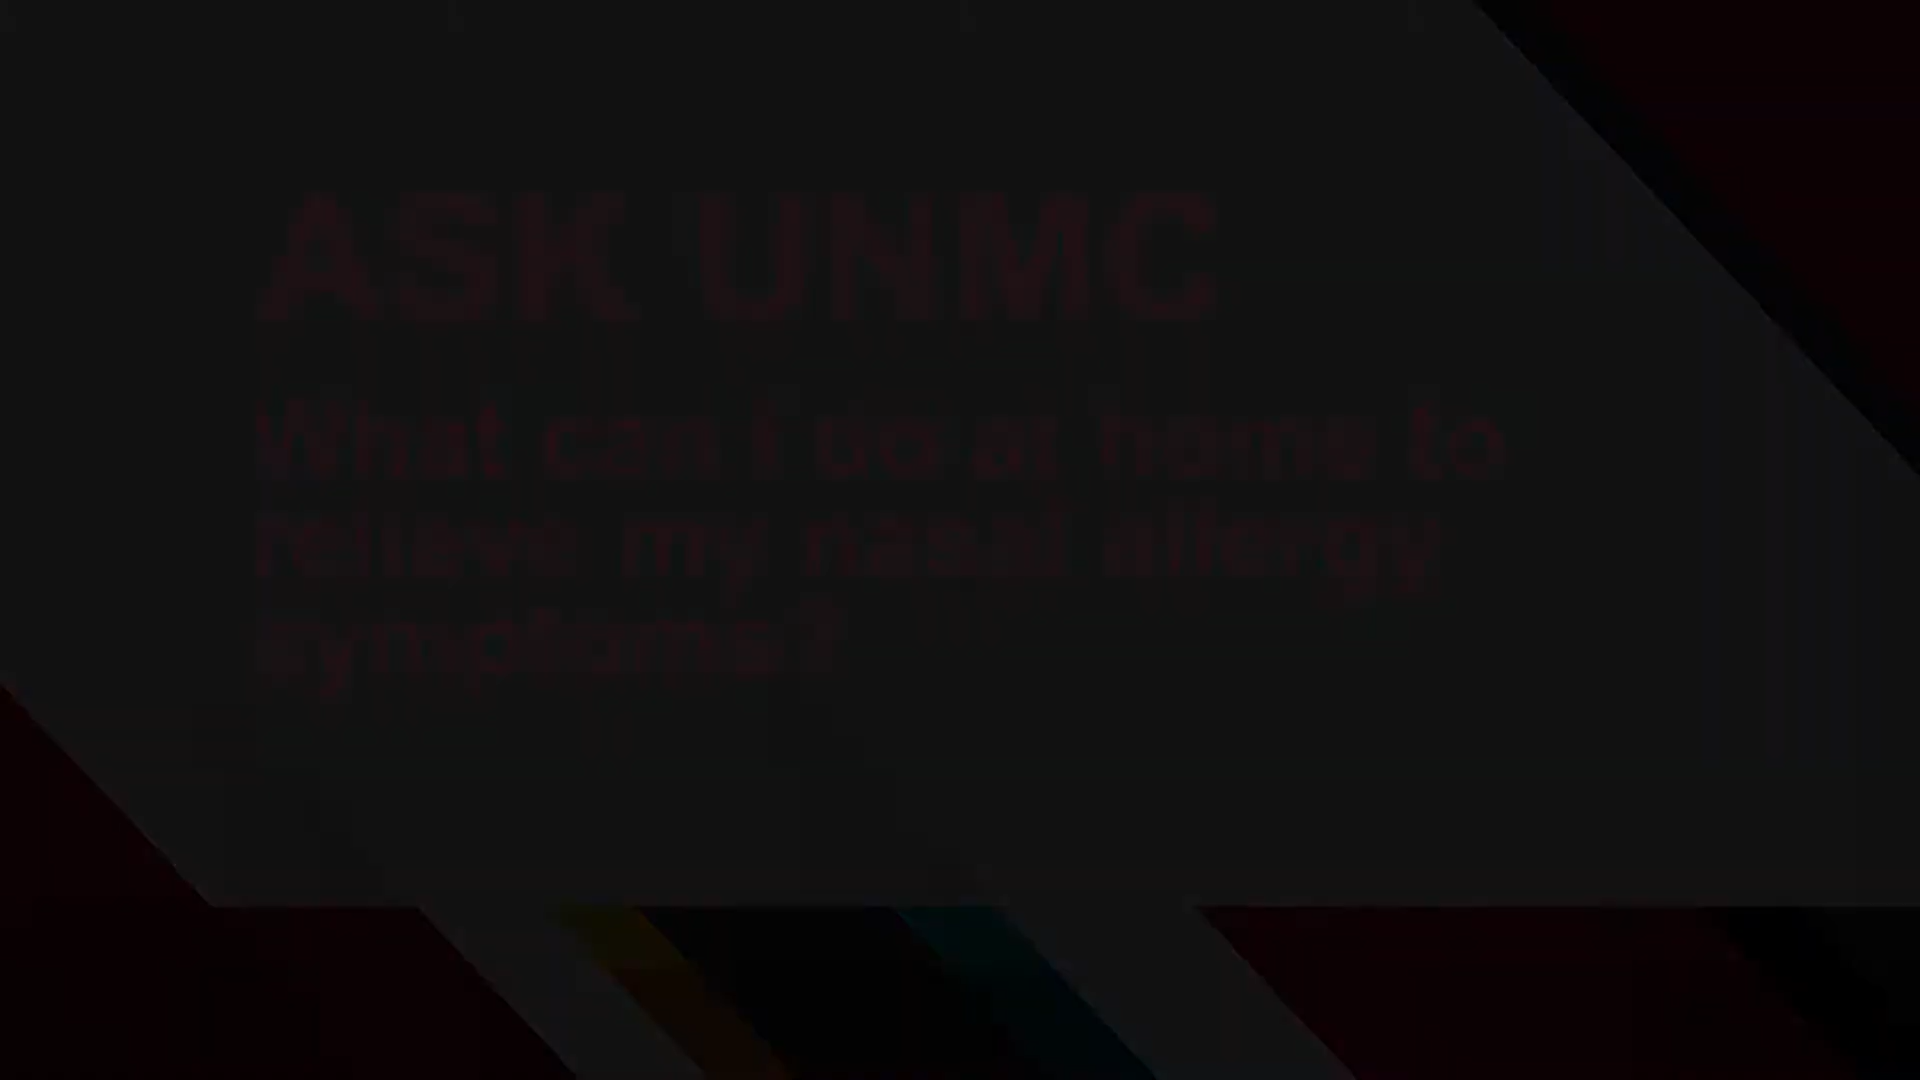 ASK UNMC
What can I do at home to
relieve my nasal allergy
symptoms?